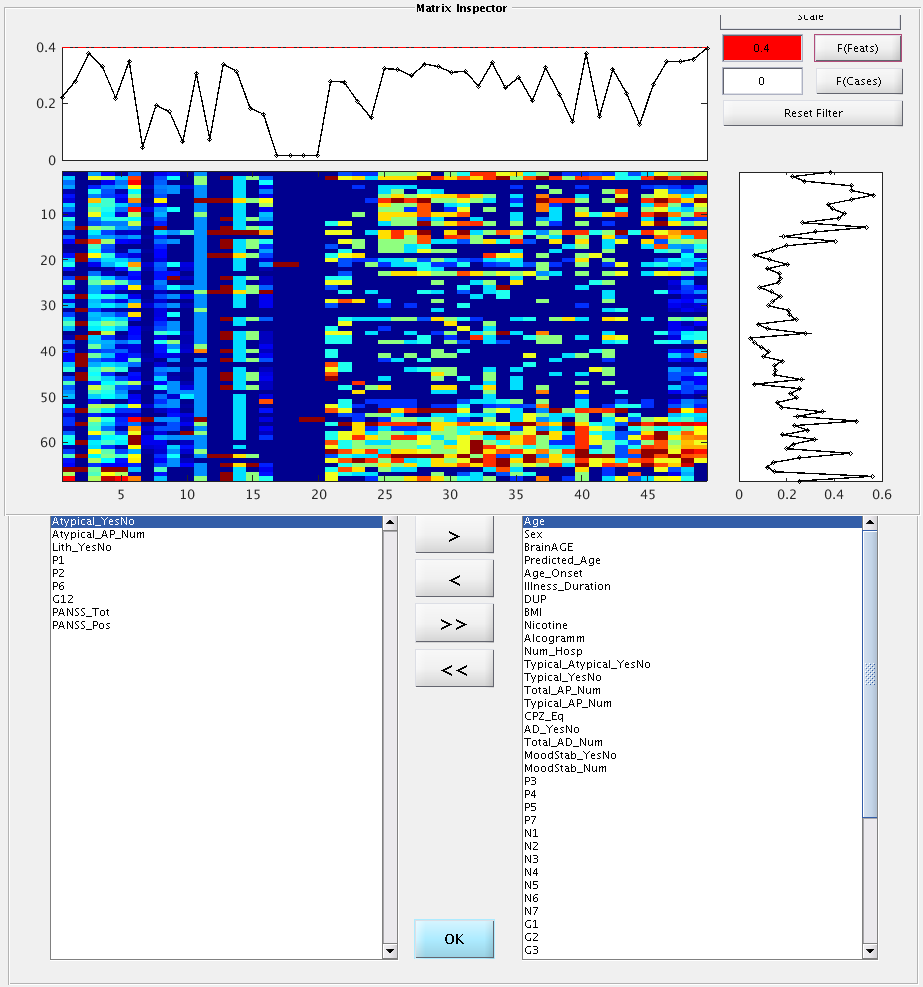 Matrix Inspector
Scale
0.4
F(Feats)
0
F(Cases)
Reset Filter
0.4
0.2
0
10
20
30
40
50
60
5
10
15
20
25
30
35
40
45
0
0.2
0.4
0.6
Atypical_YesNo
Atypical_AP_Num
Lith_YesNo
P1
P2
P6
G12
PANSS_Tot
PANSS_Pos
>
<
>>
<<
OK
Age
Sex
BrainAGE
Predicted_Age
Age_Onset
Illness_Duration
DUP
BMI
Nicotine
Alcogramm
Num_Hosp
Typical_Atypical_YesNo
Typical_YesNo
Total_AP_Num
Typical_AP_Num
CPZ_Eq
AD_YesNo
Total_AD_Num
MoodStab_YesNo
MoodStab_Num
P3
P4
P5
P7
N1
N2
N3
N4
N5
N6
N7
G1
G2
G3